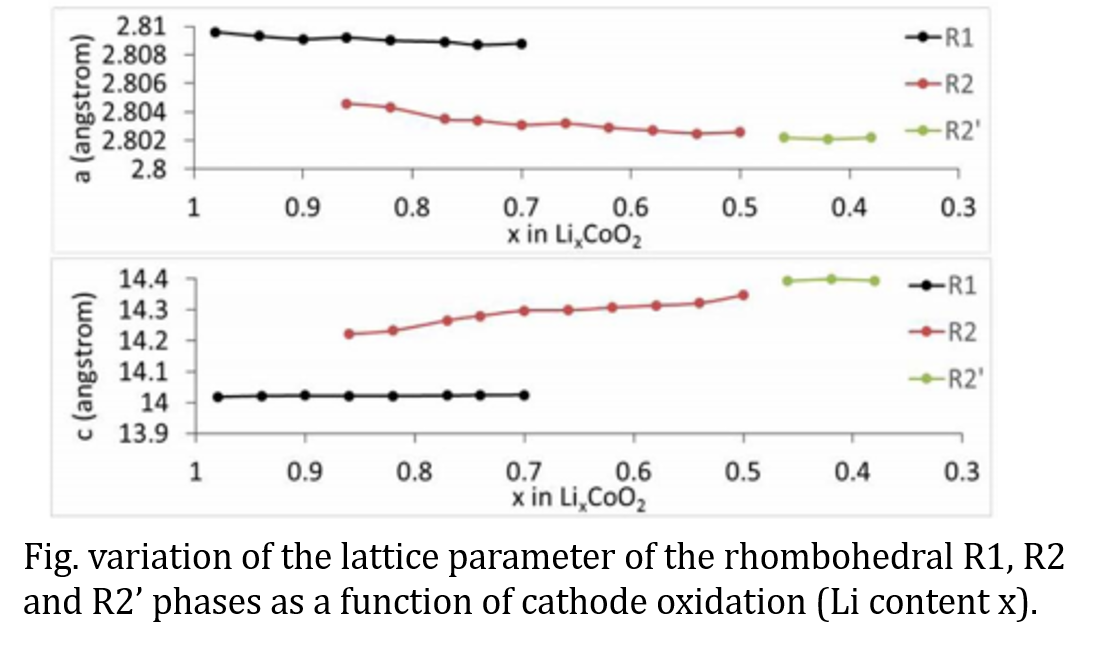 2.81
2.808
2.806
2.804
2.802
2.8
a (angstrom)
1 0.9 0.8 0.7 0.6 0.5 0.4 0.3
x in LiₓCoO₂
R1
R2
R2'
14.4
14.3
14.2
14.1
14
13.9
c (angstrom)
1 0.9 0.8 0.7 0.6 0.5 0.4 0.3
x in LiₓCoO₂
R1
R2
R2'
Fig. variation of the lattice parameter of the rhombohedral R1, R2
and R2’ phases as a function of cathode oxidation (Li content x).